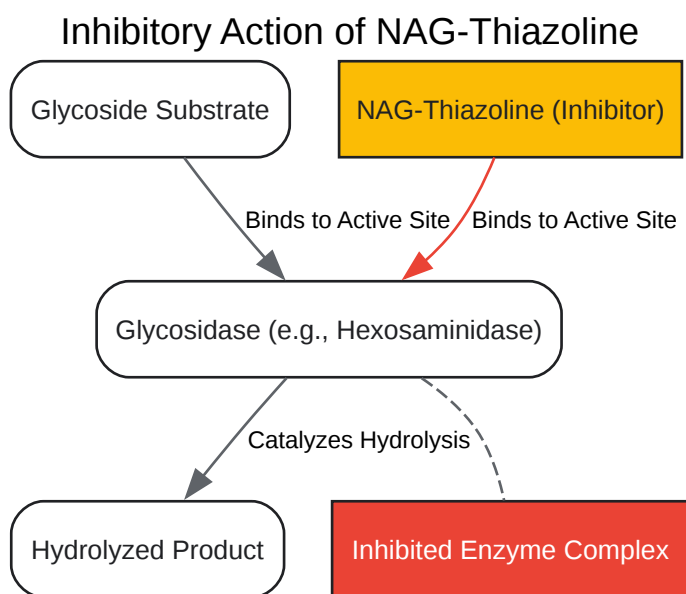 Inhibitory Action of NAG-Thiazoline
Glycoside Substrate
NAG-Thiazoline (Inhibitor)
Binds to Active Site
Binds to Active Site
Glycosidase (e.g., Hexosaminidase)
Catalyzes Hydrolysis
Hydrolyzed Product
Inhibited Enzyme Complex